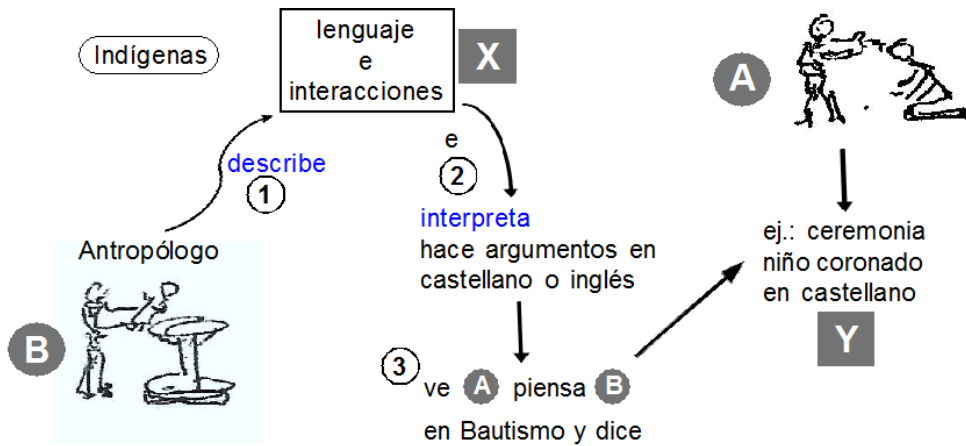 Indígenas
lenguaje
e
interacciones
X
A
describe
1
e
2
interpreta
hace argumentos en
castellano o inglés
Antropólogo
B
ej.: ceremonia
niño coronado
en castellano
Y
3
ve A piensa B
en Bautismo y dice